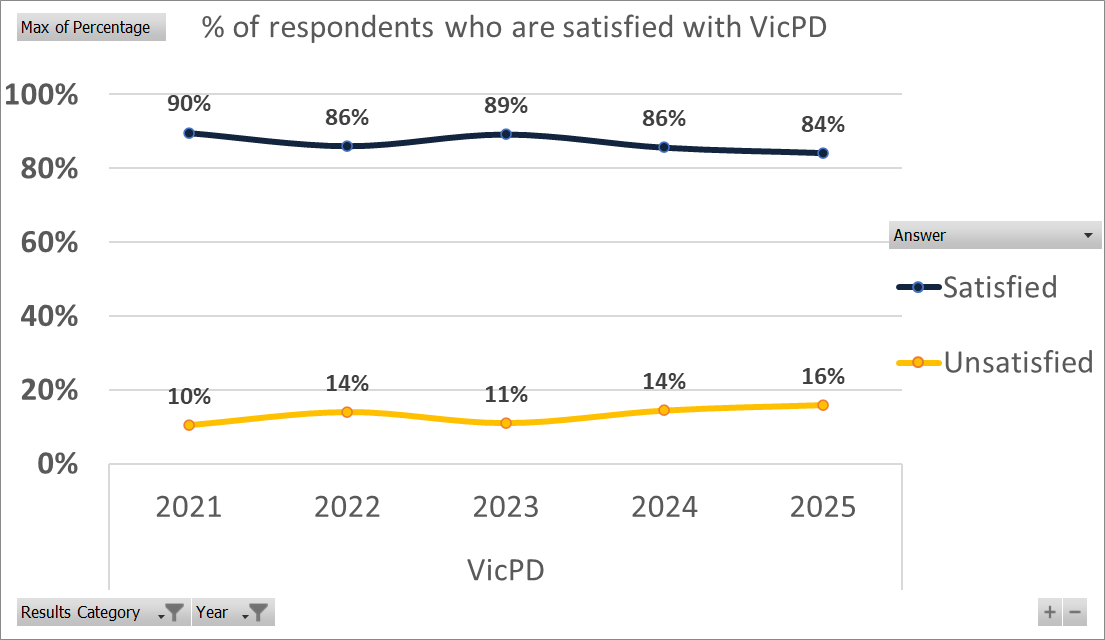 Max of Percentage
% of respondents who are satisfied with VicPD
100%
80%
60%
40%
20%
0%
90%
86%
89%
86%
84%
10%
14%
11%
14%
16%
Answer
Satisfied
Unsatisfied
2021 2022 2023 2024 2025
VicPD
Results Category Year
+ −